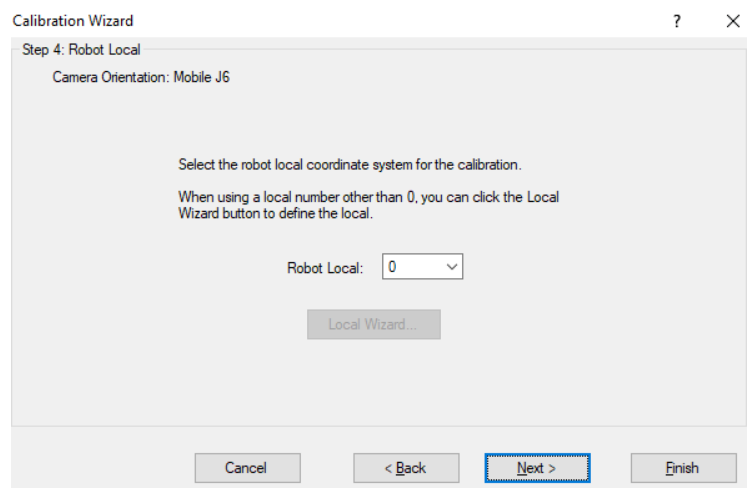 Calibration Wizard
?
Step 4: Robot Local
Camera Orientation: Mobile J6
Select the robot local coordinate system for the calibration.
When using a local number other than 0, you can click the Local
Wizard button to define the local.
Robot Local: 0
Local Wizard...
Cancel < Back Next > Finish